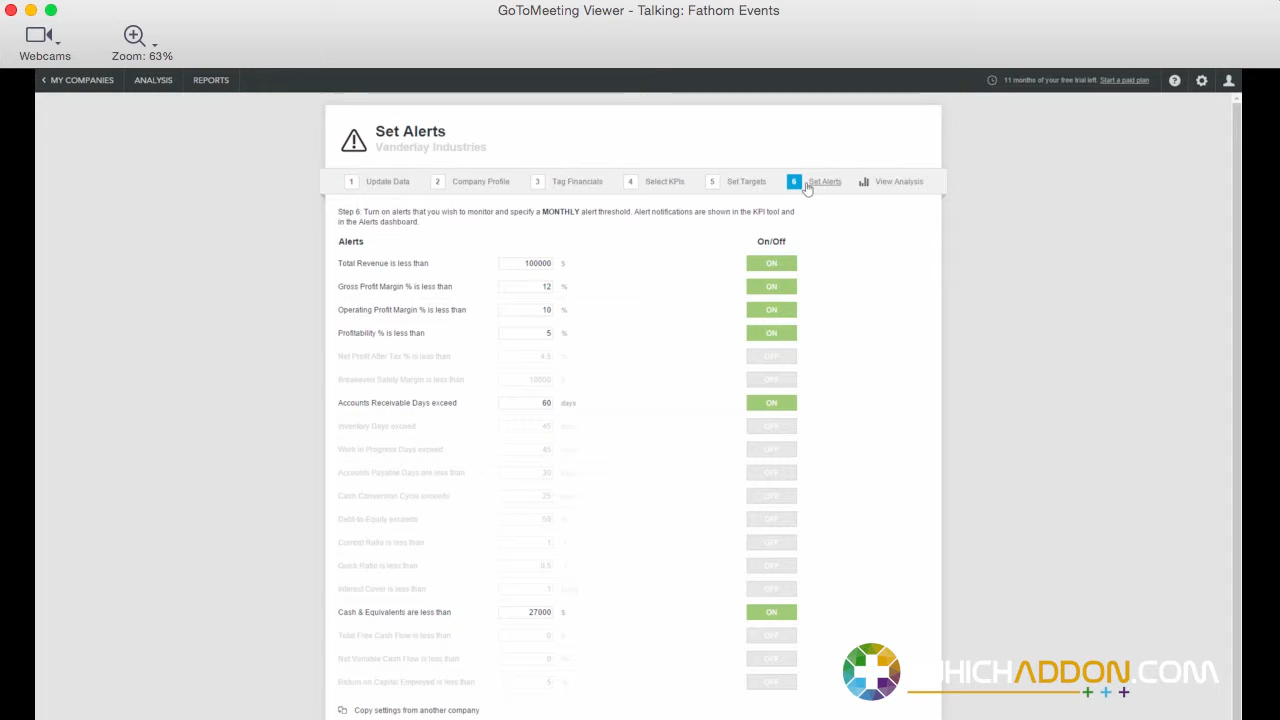 GoToMeeting Viewer - Talking: Fathom Events
Webcams
Zoom: 63%
MY COMPANIES ANALYSIS REPORTS 11 months of your free trial left. Start a paid plan
Set Alerts
Vanderlay Industries
1 Update Data 2 Company Profile 3 Tag Financials 4 Select KPIs 5 Set Targets 6 Set Alerts View Analysis
Step 6: Turn on alerts that you wish to monitor and specify a MONTHLY alert threshold. Alert notifications are shown in the KPI tool and
in the Alerts dashboard.
Alerts On/Off
Total Revenue is less than 100000 $ ON
Gross Profit Margin % is less than 12 % ON
Operating Profit Margin % is less than 10 % ON
Profitability % is less than 5 % ON
Net Profit After Tax % is less than 4.5 % OFF
Breakeven Safety Margin is less than 10000 $ OFF
Accounts Receivable Days exceed 60 days ON
Inventory Days exceed 45 days OFF
Work in Progress Days exceed 45 OFF
Accounts Payable Days are less than 30 OFF
Cash Conversion Cycle exceeds 25 OFF
Debt-to-Equity exceeds 50 % OFF
Current Ratio is less than 1 OFF
Quick Ratio is less than 0.5 OFF
Interest Cover is less than 1 OFF
Cash & Equivalents are less than 27000 $ ON
Total Free Cash Flow is less than 0 OFF
Net Variable Cash Flow is less than 0 OFF
Return on Capital Employed is less than 5 OFF
Copy settings from another company
WHICHADDON.COM